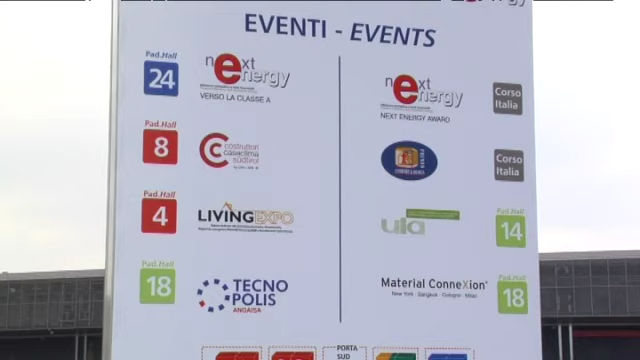 nergy
EVENTI - EVENTS
Pad.Hall
24
next energy
VERSO LA CLASSE A
next energy
NEXT ENERGY AWARD
Corso Italia
Pad.Hall
8
costruttori casaclima südtirol
Corso Italia
Pad.Hall
4
LIVINGEXPO
ula
Pad.Hall
14
Pad.Hall
18
TECNO
POLIS
ANGAISA
Material ConneXion®
New York · Bangkok · Cologne · Milan
Pad.Hall
18
PORTA
SUD